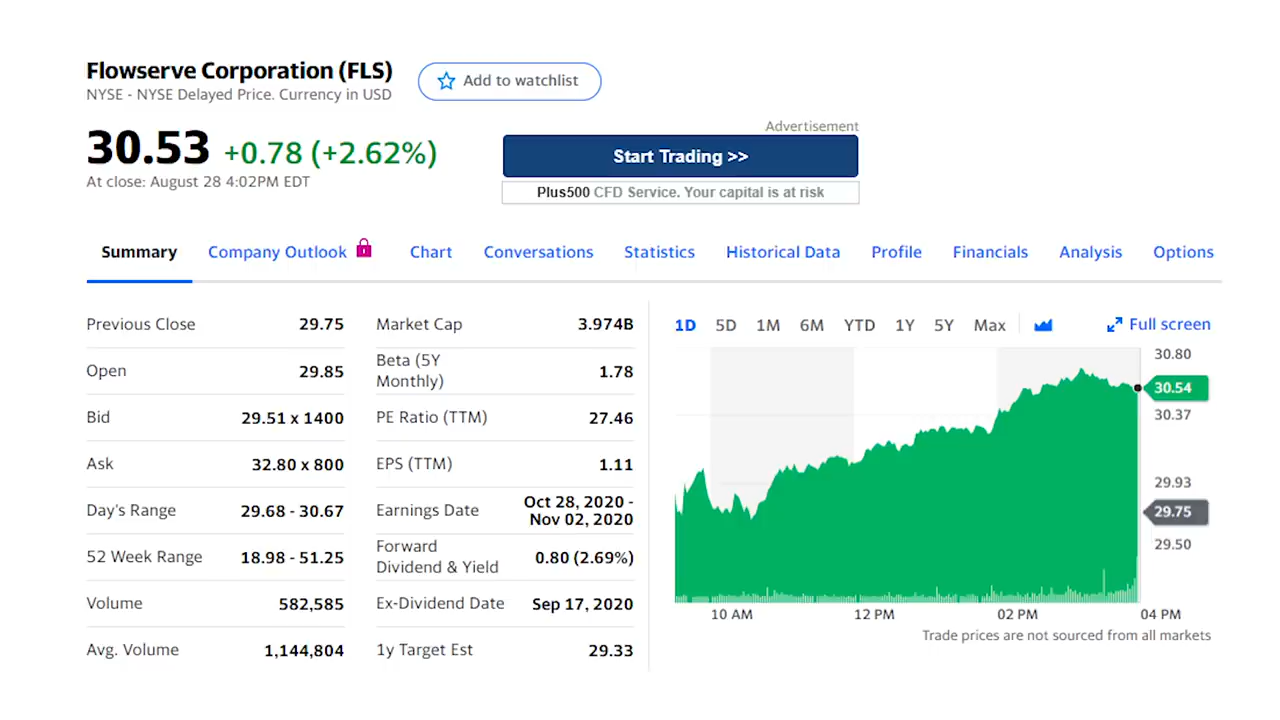 Flowserve Corporation (FLS)
Add to watchlist
NYSE - NYSE Delayed Price. Currency in USD
30.53 +0.78 (+2.62%)
At close: August 28 4:02PM EDT
Advertisement
Start Trading >>
Plus500 CFD Service. Your capital is at risk
Summary Company Outlook Chart Conversations Statistics Historical Data Profile Financials Analysis Options
Previous Close 29.75
Open 29.85
Bid 29.51 x 1400
Ask 32.80 x 800
Day's Range 29.68 - 30.67
52 Week Range 18.98 - 51.25
Volume 582,585
Avg. Volume 1,144,804
Market Cap 3.974B
Beta (5Y
Monthly) 1.78
PE Ratio (TTM) 27.46
EPS (TTM) 1.11
Earnings Date Oct 28, 2020 -
Nov 02, 2020
Forward
Dividend & Yield 0.80 (2.69%)
Ex-Dividend Date Sep 17, 2020
1y Target Est 29.33
1D 5D 1M 6M YTD 1Y 5Y Max Full screen
30.80
30.54
30.37
29.93
29.75
29.50
10 AM 12 PM 02 PM 04 PM
Trade prices are not sourced from all markets